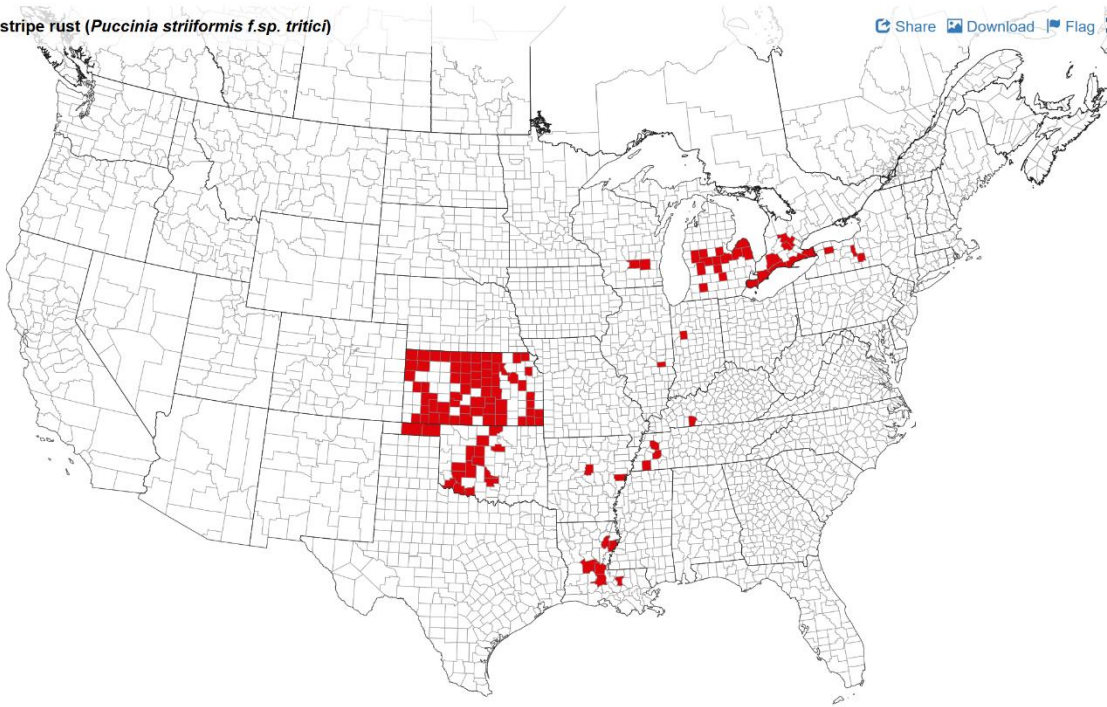 stripe rust (Puccinia striiformis f.sp. tritici)
Share Download Flag